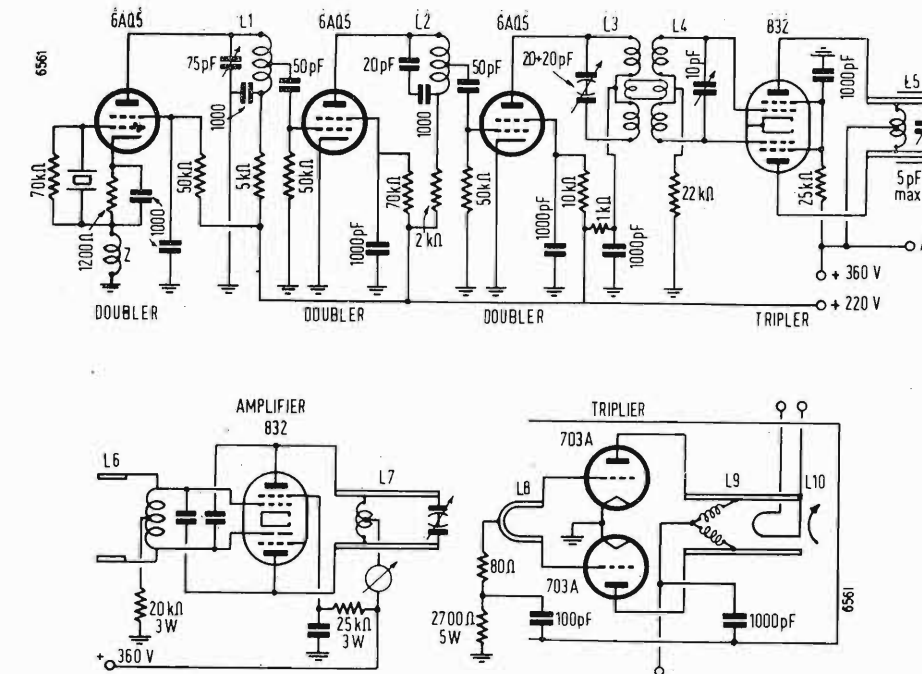 6AQ5
L1
6AQ5
L2
6AQ5
L3
L4
832
L5
6561
75pF
50pF
20pF
50pF
20+20pF
10pF
1000pF
1000
1000
70kΩ
50kΩ
5kΩ
50kΩ
70kΩ
50kΩ
10kΩ
25kΩ
5pF
max
1200Ω
1000
2kΩ
1kΩ
22kΩ
Z
1000pF
1000pF
1000pF
+ 360 V
+ 220 V
DOUBLER
DOUBLER
DOUBLER
TRIPLER
AMPLIFIER
832
L6
L7
20kΩ
3W
25kΩ
3W
+ 360V
TRIPLIER
703A
L8
L9
L10
80Ω
703A
2700Ω
5W
100pF
1000pF
6561